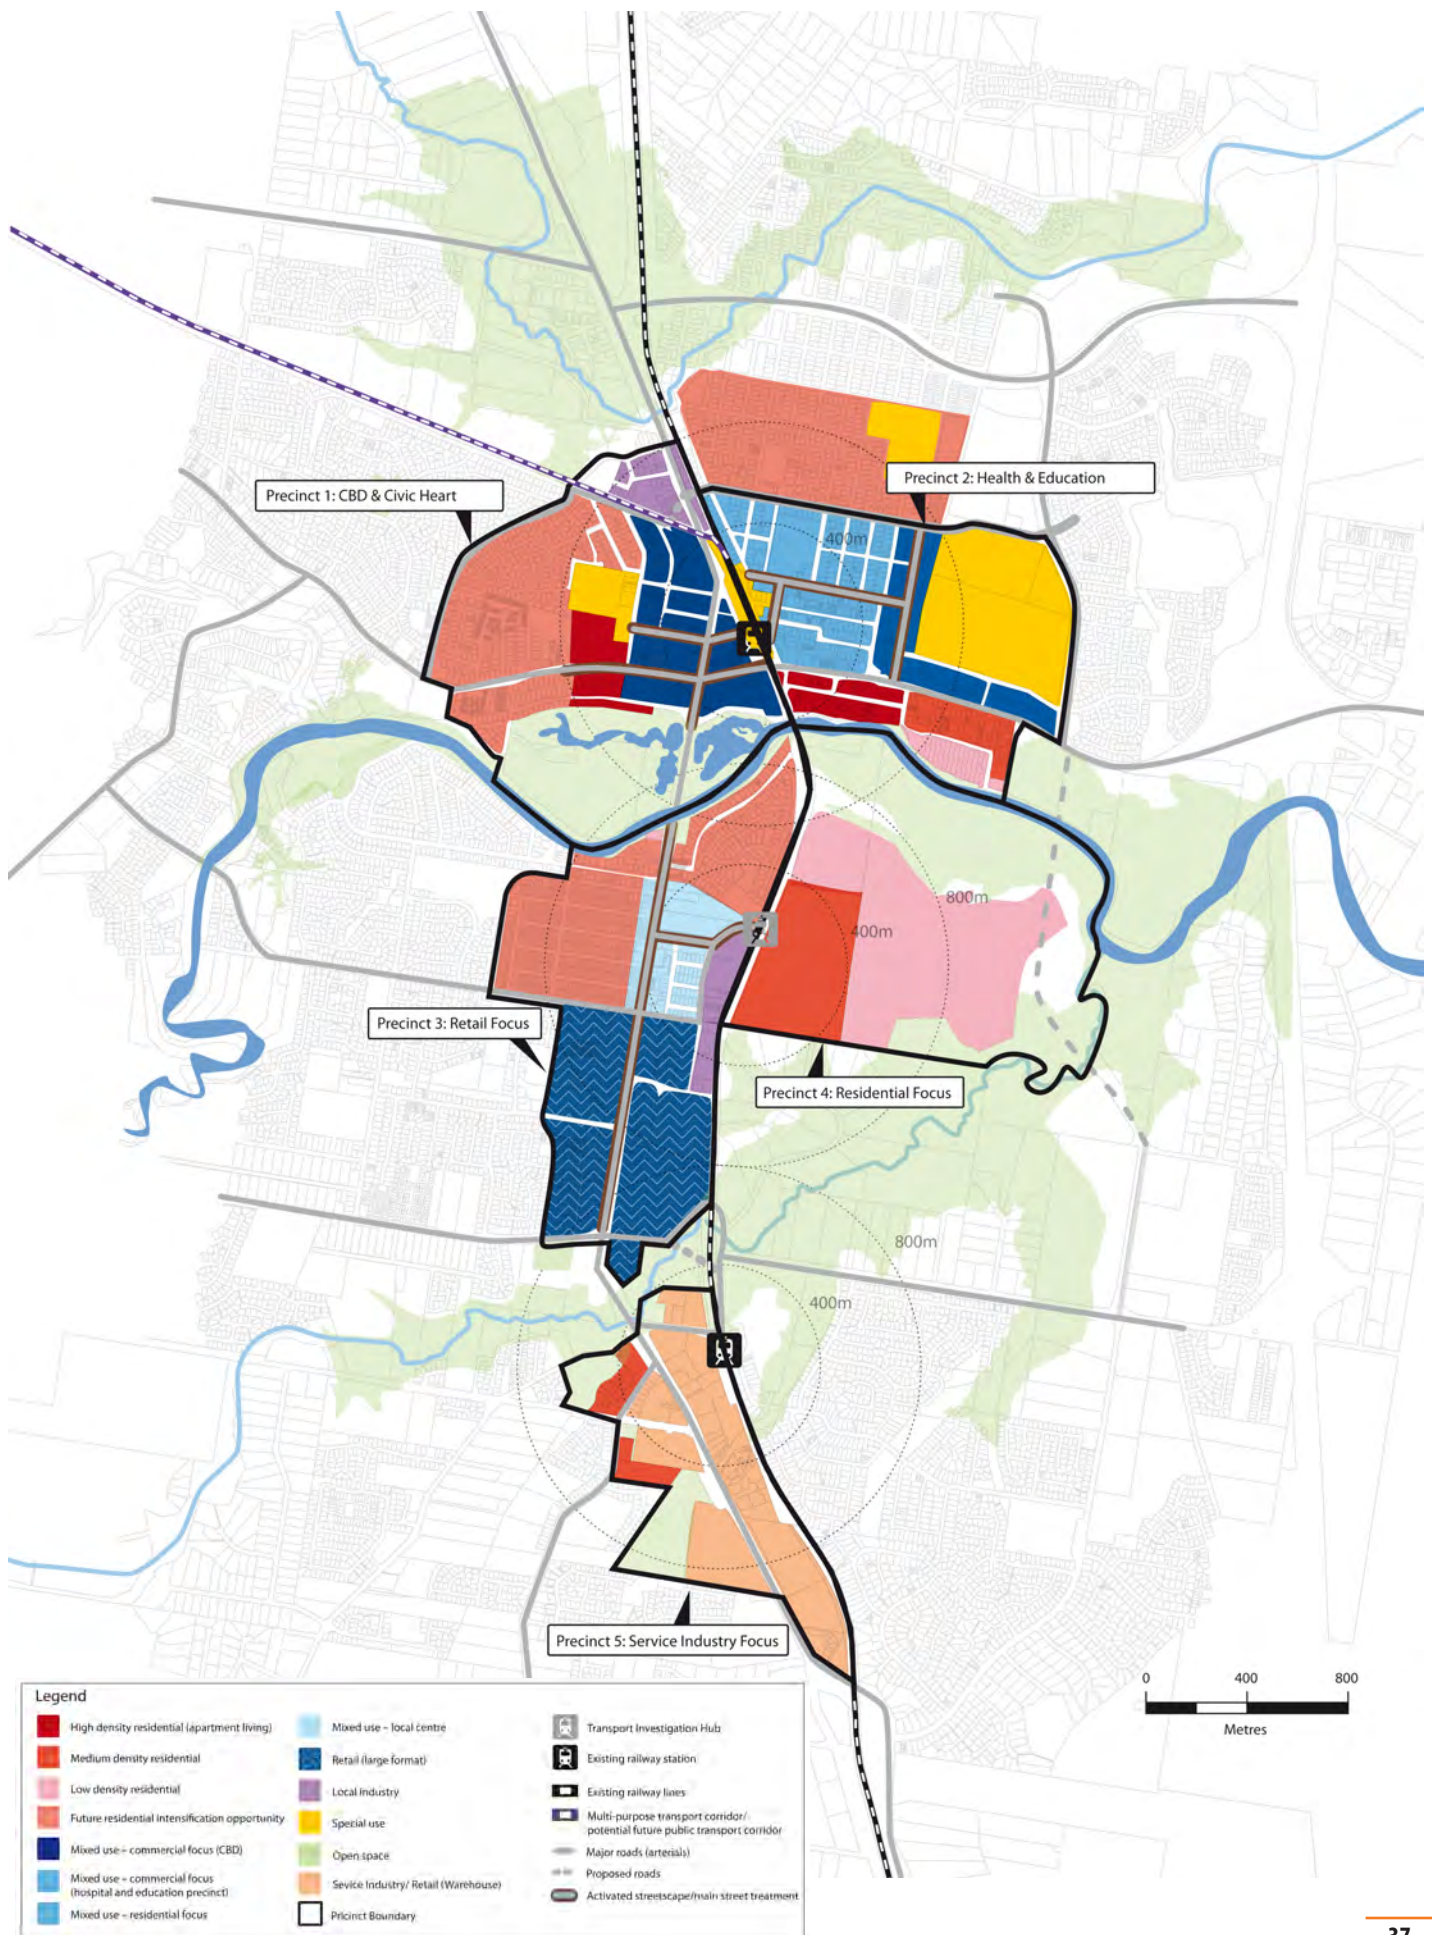 Precinct 1: CBD & Civic Heart
Precinct 2: Health & Education
400m
800m
400m
Precinct 3: Retail Focus
Precinct 4: Residential Focus
800m
400m
Precinct 5: Service Industry Focus
0 400 800
Metres
Legend
High density residential (apartment living)
Medium density residential
Low density residential
Future residential intensification opportunity
Mixed use – commercial focus (CBD)
Mixed use – commercial focus
(hospital and education precinct)
Mixed use – residential focus
Mixed use – local centre
Retail (large format)
Local industry
Special use
Open space
Sevice Industry/ Retail (Warehouse)
Pricinct Boundary
Transport Investigation Hub
Existing railway station
Existing railway lines
Multi-purpose transport corridor/
potential future public transport corridor
Major roads (arterials)
Proposed roads
Activated streetscape/main street treatment
37